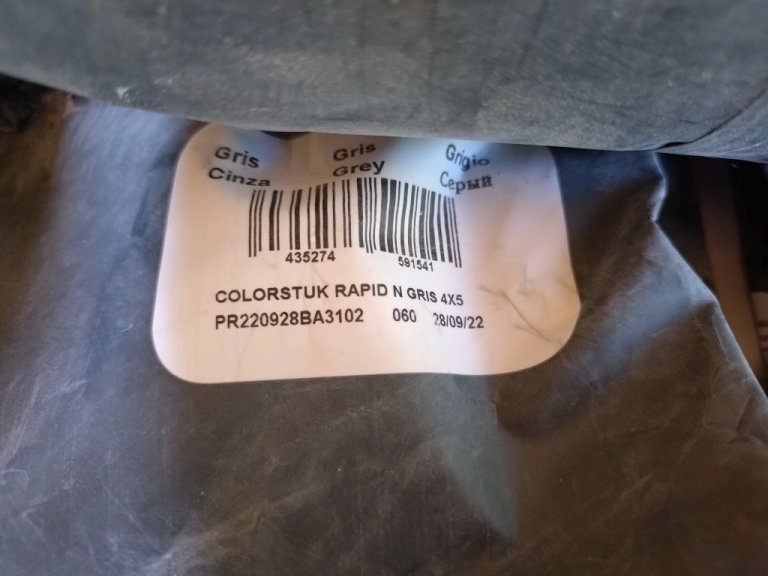 Gris Gris Grigio
Cinza Grey Серый
435274 591541
COLORSTUK RAPID N GRIS 4X5
PR220928BA3102 060 28/09/22